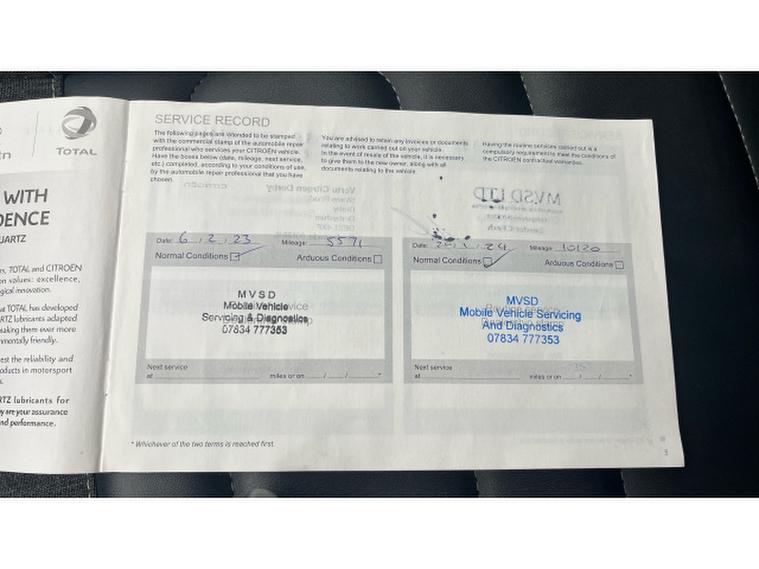 TOTAL
WITH
DENCE
UARTZ
s, TOTAL and CITROËN
n values: excellence,
gical innovation.
at TOTAL has developed
RTZ lubricants adapted
making them ever more
nmentally friendly.
est the reliability and
oducts in motorsport
s.
RTZ lubricants for
y are your assurance
nd performance.
SERVICE RECORD
The following pages are intended to be stamped
with the commercial stamp of the automobile repair
professional who services your CITROËN vehicle.
Have the boxes below (date, mileage, next service,
etc.) completed, according to your conditions of use,
by the automobile repair professional that you have
chosen.
You are advised to retain any invoices or documents
relating to work carried out on your vehicle.
In the event of resale of the vehicle, it is necessary
to give them to the new owner, along with all
documents relating to the vehicle.
Having the routine services carried out is a
compulsory requirement to meet the conditions of
the CITROËN contractual warranties.
Date: 6 . 2 . 23 Mileage: 5571
Normal Conditions Arduous Conditions
MVSD
Mobile Vehicle
Servicing & Diagnostics
07834 777353
Next service
at miles or on / / *
Date: 24 Mileage: 10120
Normal Conditions Arduous Conditions
MVSD
Mobile Vehicle Servicing
And Diagnostics
07834 777353
Next service
at miles or on / / *
* Whichever of the two terms is reached first.
3